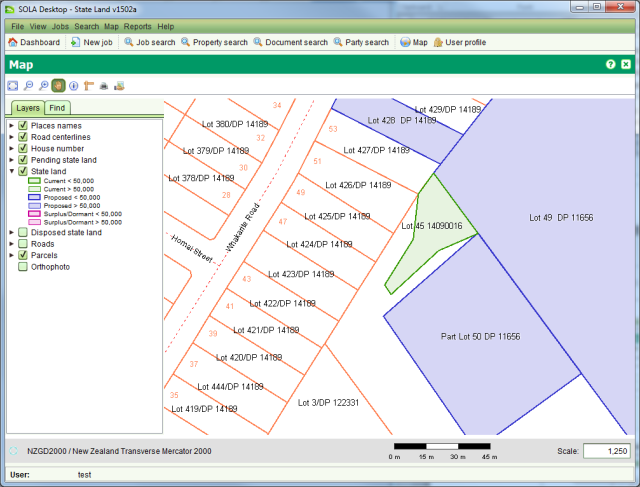 SOLA Desktop - State Land v1502a
File View Jobs Search Map Reports Help
Dashboard New job Job search Property search Document search Party search Map User profile
Map
Layers Find
Places names
Road centerlines
House number
Pending state land
State land
Current < 50,000
Current > 50,000
Proposed < 50,000
Proposed > 50,000
Surplus/Dormant < 50,000
Surplus/Dormant > 50,000
Disposed state land
Roads
Parcels
Orthophoto
34
Lot 380/DP 14189
32
Lot 379/DP 14189
30
Lot 378/DP 14189
28
Homai Street
Whakante Road
Lot 429/DP 14189
Lot 428 DP 14189
53
Lot 427/DP 14189
51
Lot 426/DP 14189
49
Lot 425/DP 14189
47
Lot 424/DP 14189
Lot 423/DP 14189
43
Lot 422/DP 14189
41
Lot 421/DP 14189
39
Lot 420/DP 14189
37
Lot 444/DP 14189
35
Lot 419/DP 14189
Lot 3/DP 122331
Lot 45 14090016
Lot 49 DP 11656
Part Lot 50 DP 11656
NZGD2000 / New Zealand Transverse Mercator 2000
0 m 15 m 30 m 45 m
Scale: 1,250
User: test